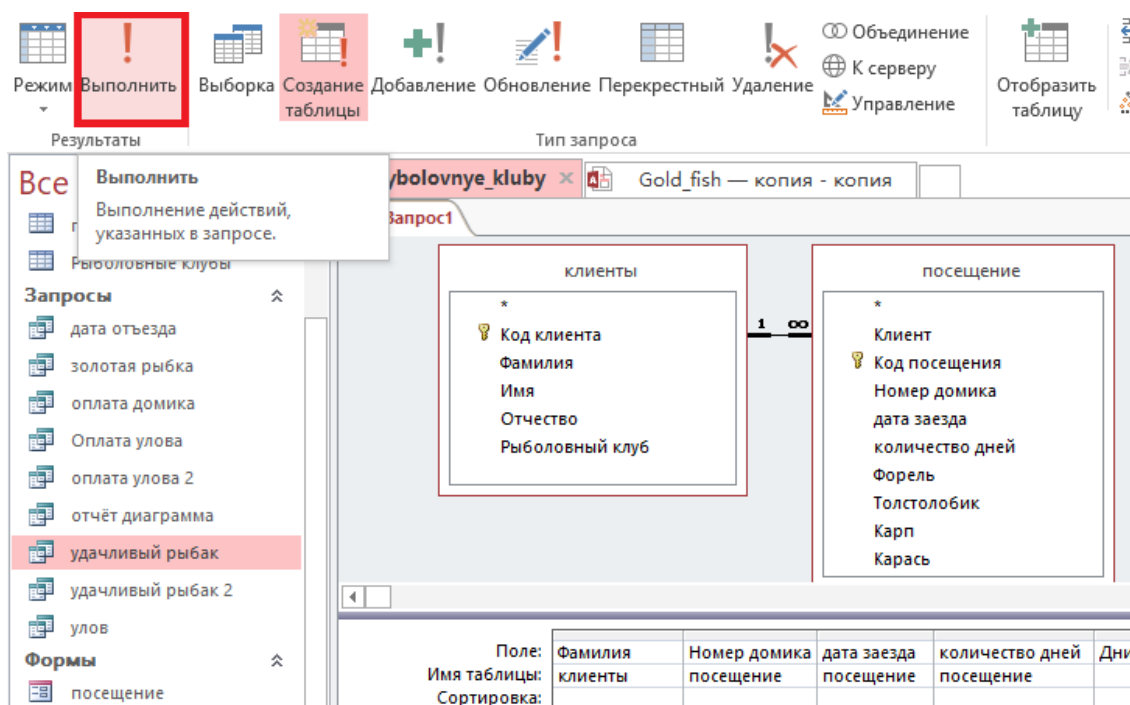 Режим Выполнить Выборка Создание таблицы Добавление Обновление Перекрестный Удаление
Объединение
К серверу
Управление
Отобразить таблицу
Результаты
Тип запроса
Все
Выполнить
Выполнение действий,
указанных в запросе.
ybolovnye_kluby
Gold_fish — копия - копия
Запрос1
Рыболовные клубы
Запросы
дата отъезда
золотая рыбка
оплата домика
Оплата улова
оплата улова 2
отчёт диаграмма
удачливый рыбак
удачливый рыбак 2
улов
Формы
посещение
клиенты
*
Код клиента
Фамилия
Имя
Отчество
Рыболовный клуб
1 ∞
посещение
*
Клиент
Код посещения
Номер домика
дата заезда
количество дней
Форель
Толстолобик
Карп
Карась
Поле: Фамилия Номер домика дата заезда количество дней Дни
Имя таблицы: клиенты посещение посещение посещение
Сортировка: